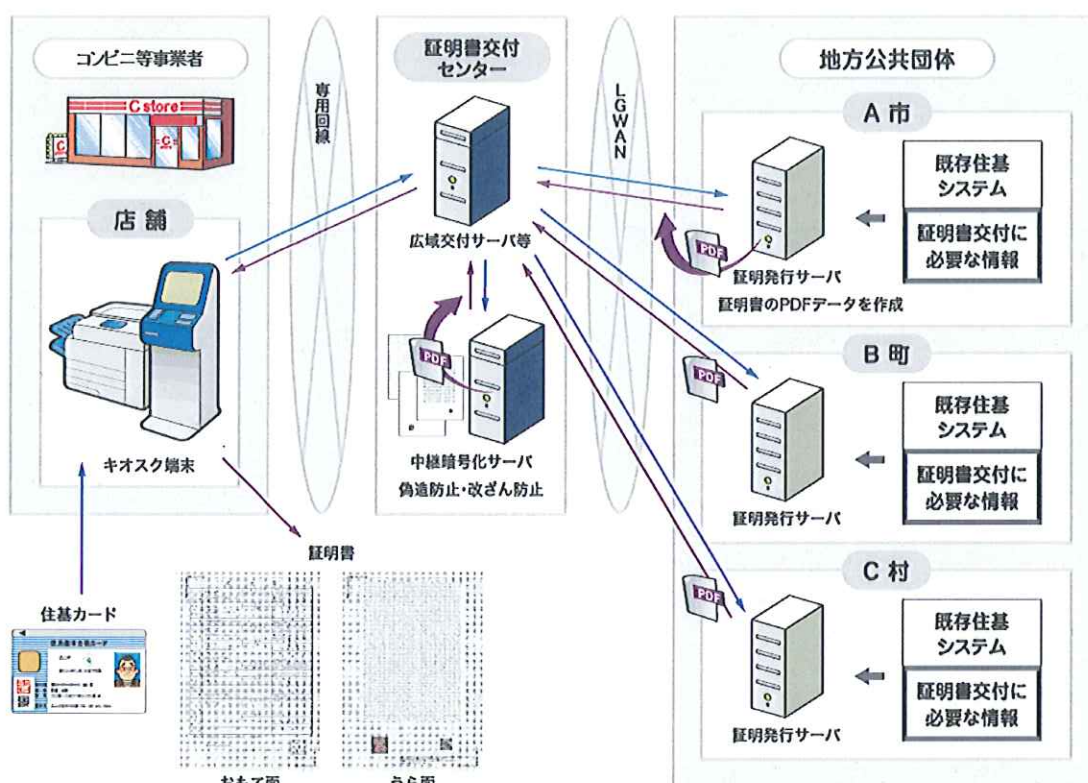 コンビニ等事業者
C store
C
店舗
キオスク端末
専用回線
証明書交付
センター
広域交付サーバ等
PDF
中継暗号化サーバ
偽造防止・改ざん防止
LGWAN
地方公共団体
A市
PDF
証明発行サーバ
証明書のPDFデータを作成
既存住基
システム
証明書交付に
必要な情報
B町
PDF
証明発行サーバ
既存住基
システム
証明書交付に
必要な情報
C村
PDF
証明発行サーバ
既存住基
システム
証明書交付に
必要な情報
住基カード
証明書
おもて面
うら面